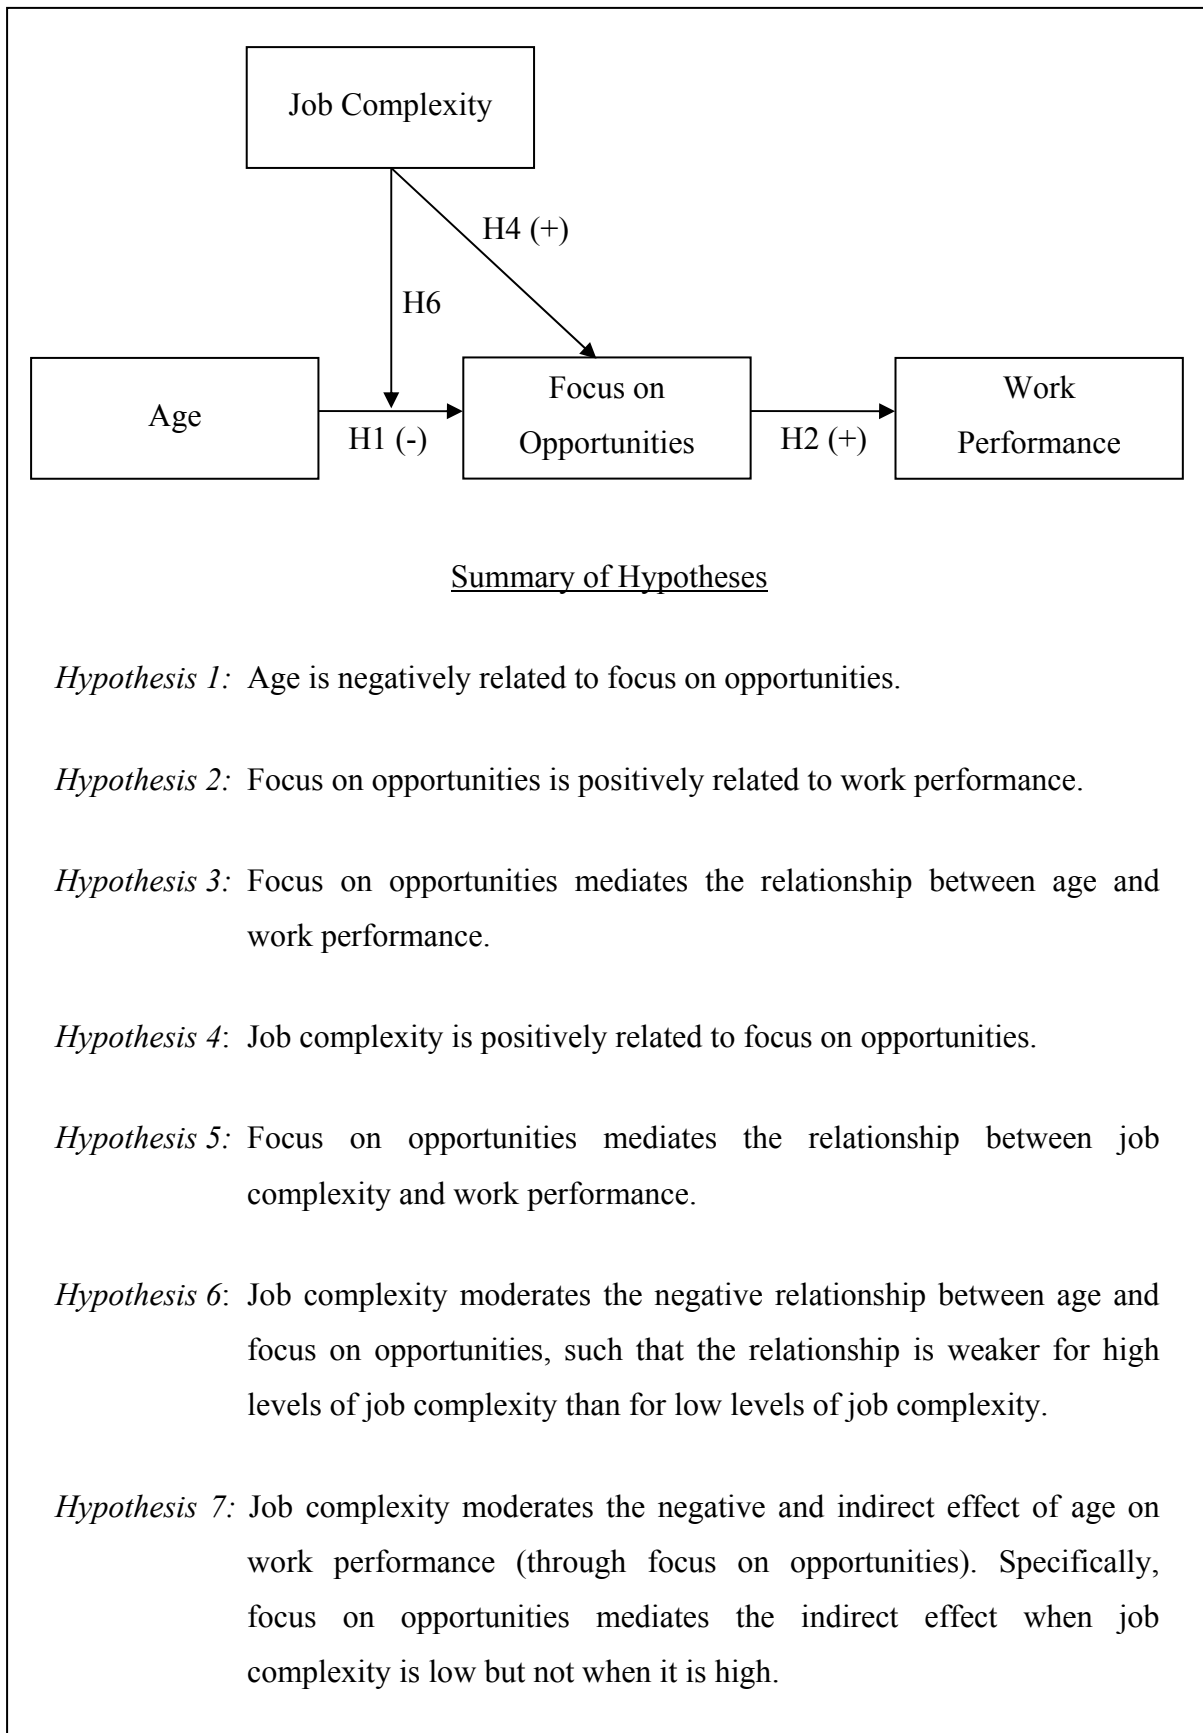 Job Complexity
H4 (+)
H6
Age
H1 (-)
Focus on
Opportunities
H2 (+)
Work
Performance
Summary of Hypotheses
Hypothesis 1: Age is negatively related to focus on opportunities.
Hypothesis 2: Focus on opportunities is positively related to work performance.
Hypothesis 3: Focus on opportunities mediates the relationship between age and
work performance.
Hypothesis 4: Job complexity is positively related to focus on opportunities.
Hypothesis 5: Focus on opportunities mediates the relationship between job
complexity and work performance.
Hypothesis 6: Job complexity moderates the negative relationship between age and
focus on opportunities, such that the relationship is weaker for high
levels of job complexity than for low levels of job complexity.
Hypothesis 7: Job complexity moderates the negative and indirect effect of age on
work performance (through focus on opportunities). Specifically,
focus on opportunities mediates the indirect effect when job
complexity is low but not when it is high.